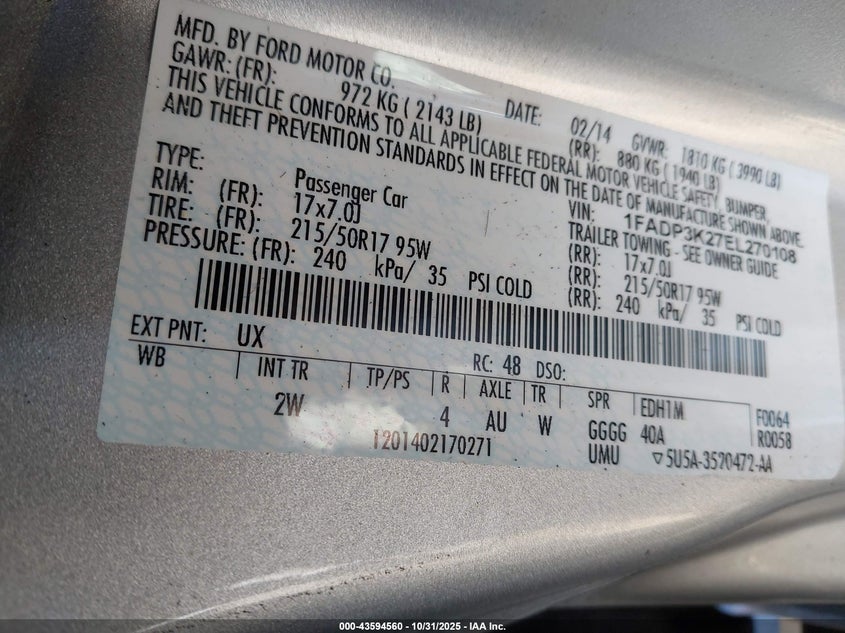 MFD. BY FORD MOTOR CO.
DATE: 02/14 GVWR: 1810 KG ( 3990 LB)
GAWR: (FR): 972 KG ( 2143 LB) (RR): 880 KG ( 1940 LB)
THIS VEHICLE CONFORMS TO ALL APPLICABLE FEDERAL MOTOR VEHICLE SAFETY, BUMPER,
AND THEFT PREVENTION STANDARDS IN EFFECT ON THE DATE OF MANUFACTURE SHOWN ABOVE.
VIN: 1FADP3K27EL270108
TYPE: Passenger Car TRAILER TOWING - SEE OWNER GUIDE
RIM: (FR): 17x7.0J (RR): 17x7.0J
TIRE: (FR): 215/50R17 95W (RR): 215/50R17 95W
PRESSURE: (FR): 240 kPa/ 35 PSI COLD (RR): 240 kPa/ 35 PSI COLD
EXT PNT: UX RC: 48 DSO:
WB INT TR TP/PS R AXLE TR SPR EDH1M F0064
2W 4 AU W GGGG 40A R0058
1201402170271 UMU ▽5U5A-3520472-AA
000-43594560 - 10/31/2025 - IAA Inc.